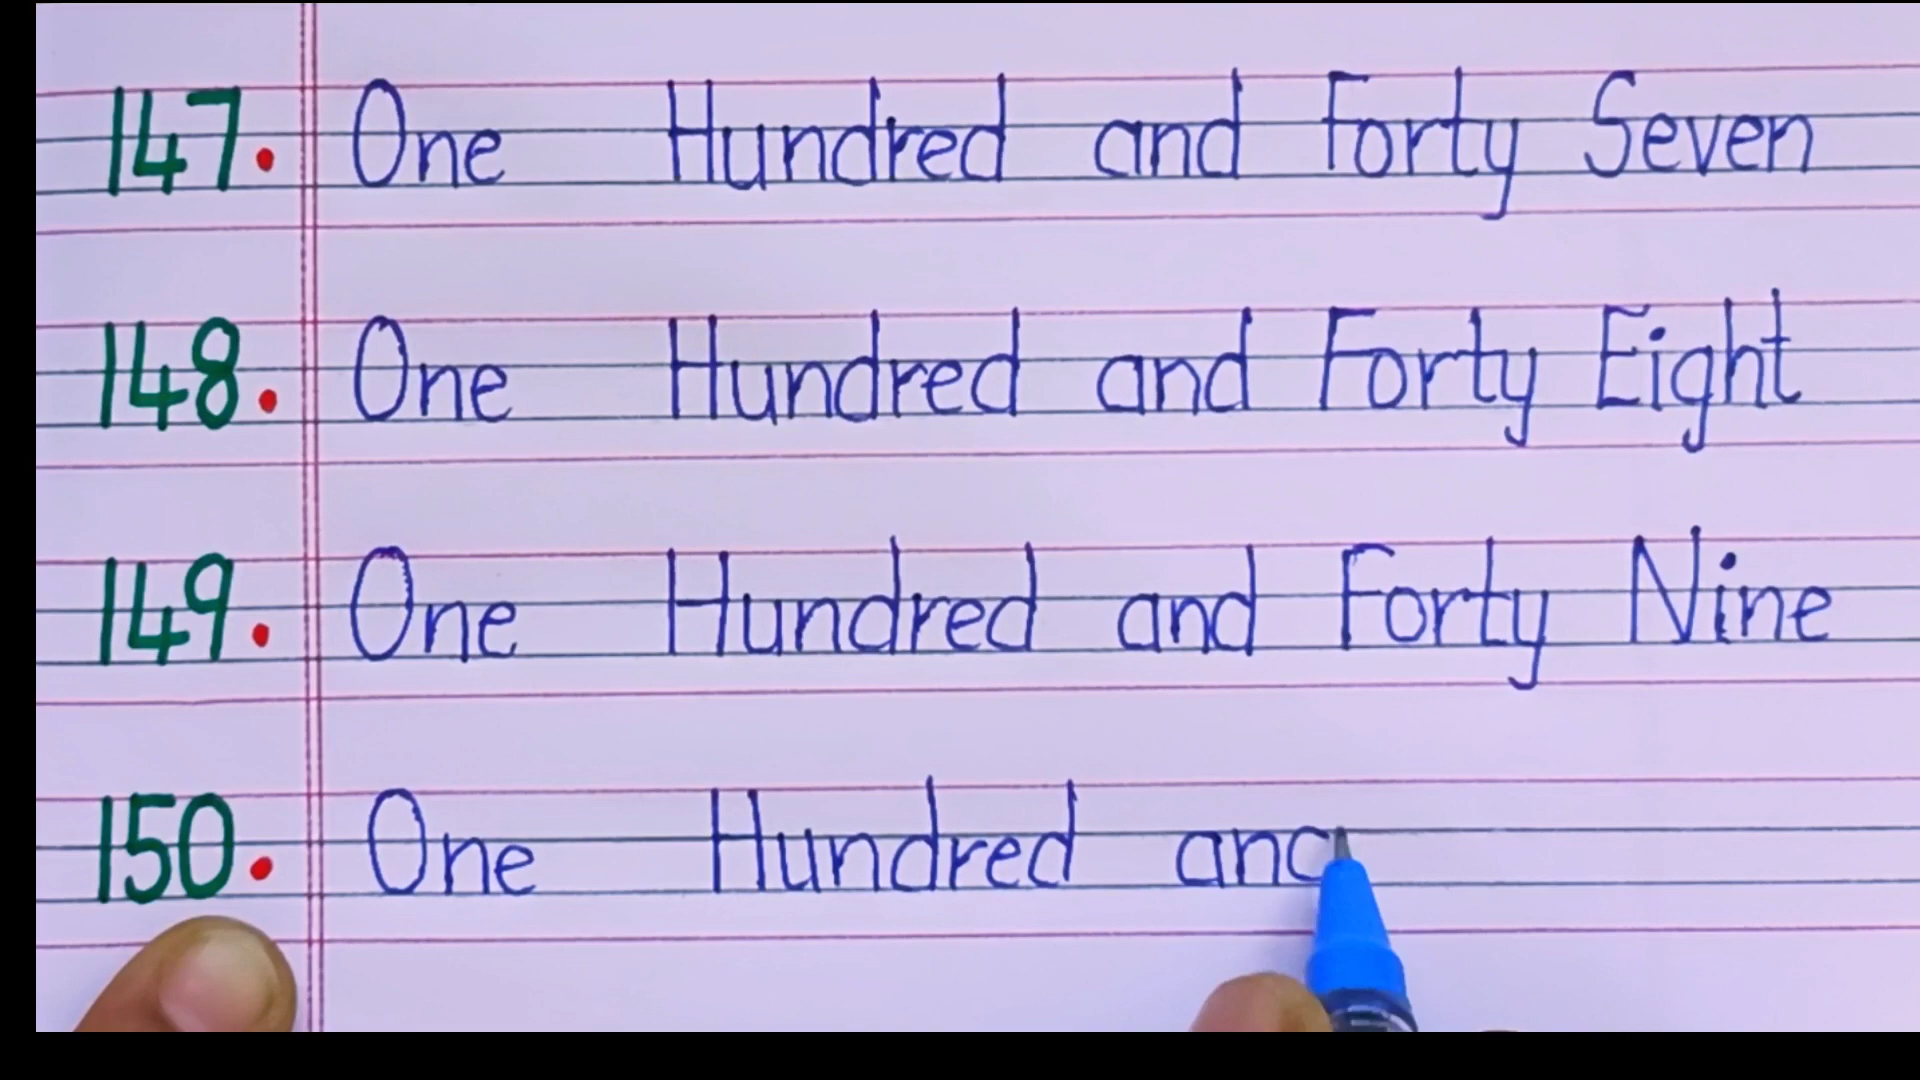 147. One Hundred and Forty Seven
148. One Hundred and Forty Eight
149. One Hundred and Forty Nine
150. One Hundred